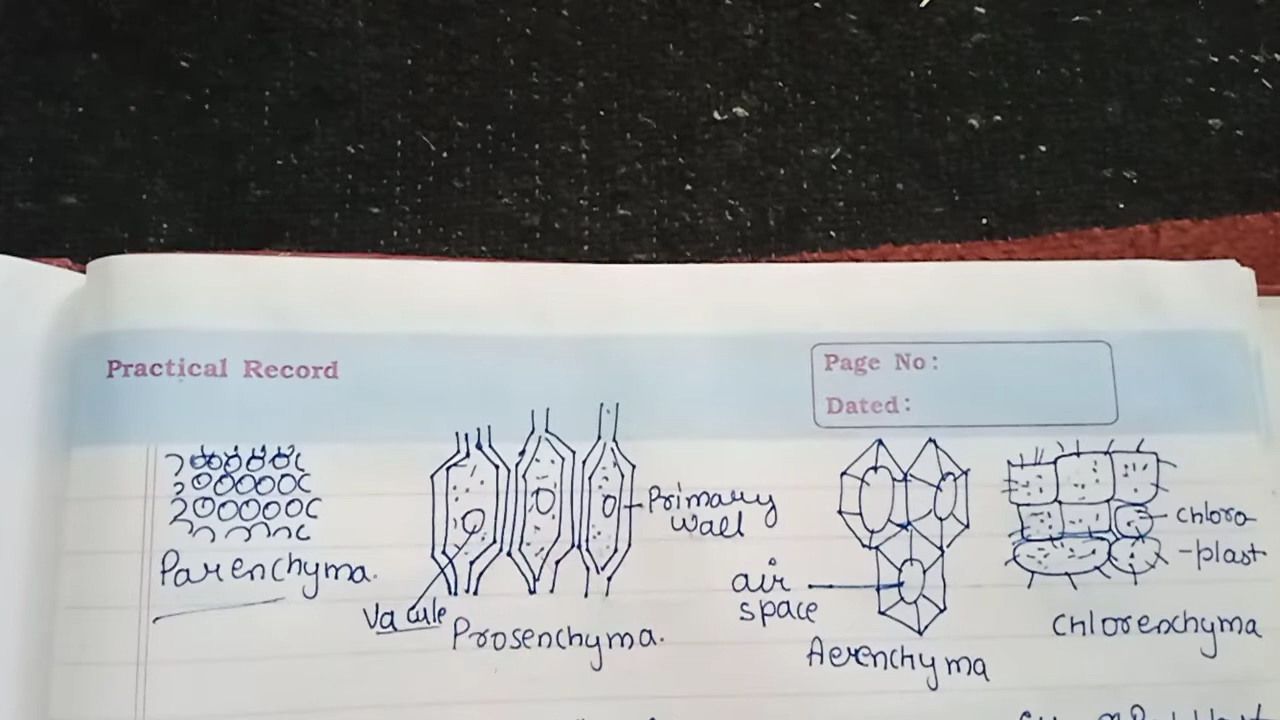 Practical Record
Page No:
Dated:
Primary
wall
chloro
-plast
Parenchyma.
air
space
Vacule
Prosenchyma.
Aerenchyma
Chlorenchyma